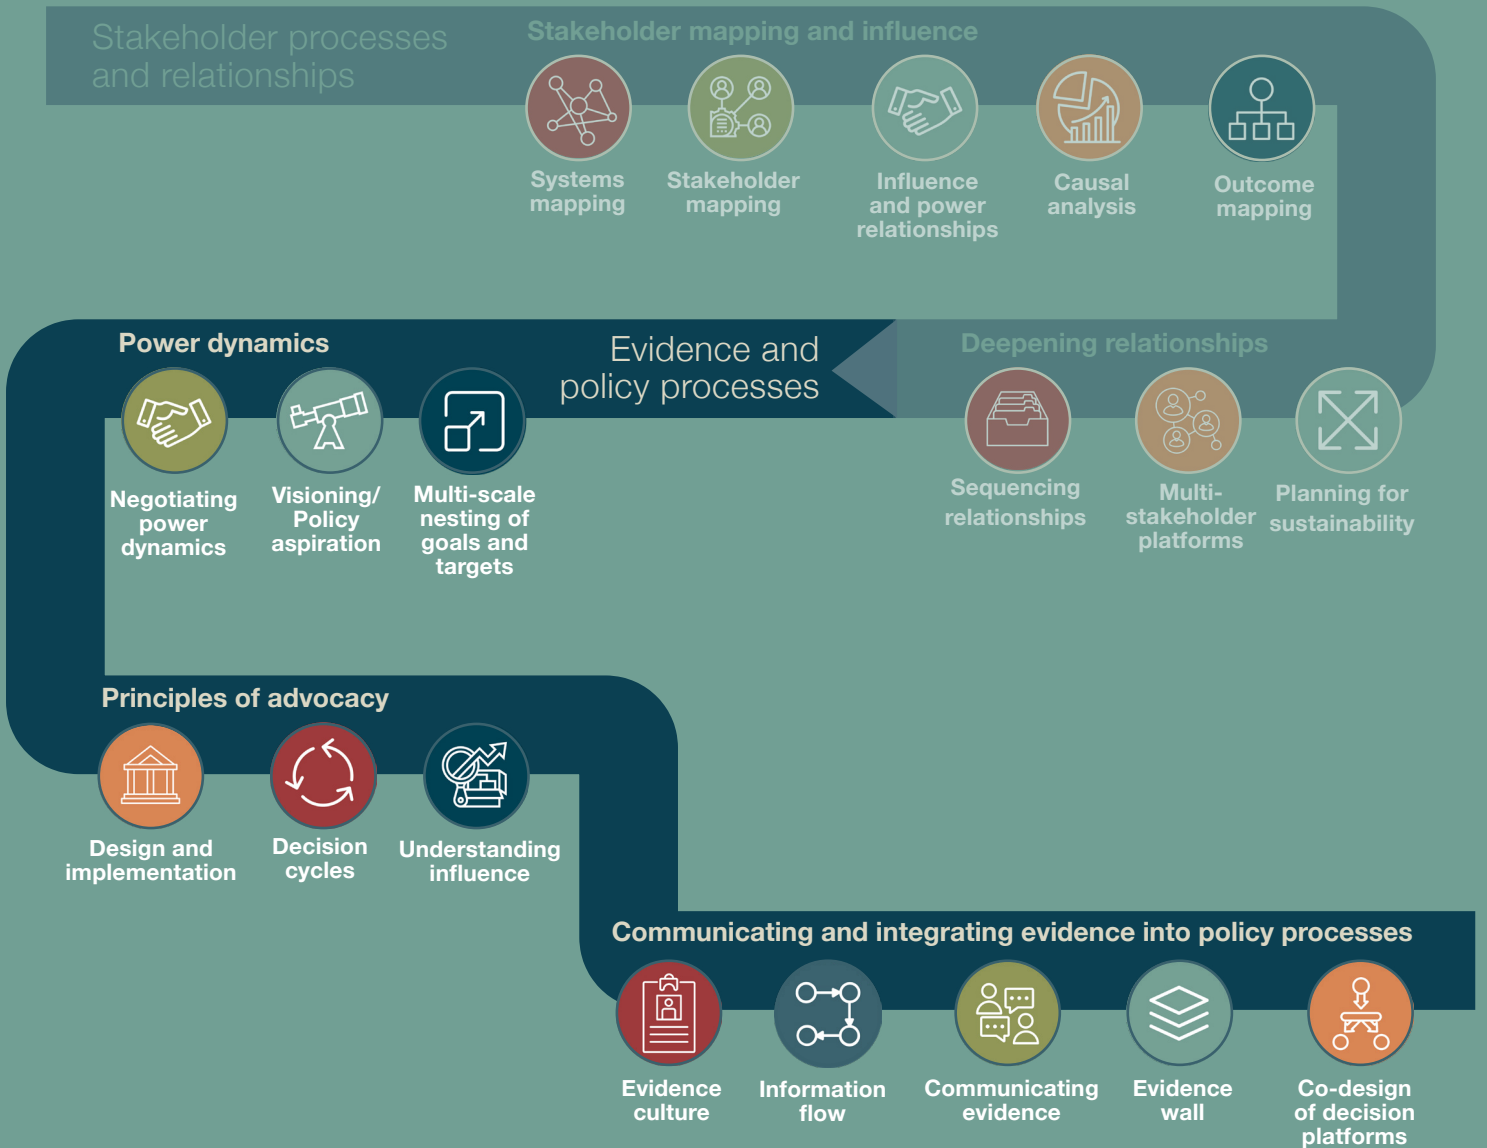 Stakeholder processes
and relationships
Stakeholder mapping and influence
Systems
mapping
Stakeholder
mapping
Influence
and power
relationships
Causal
analysis
Outcome
mapping
Power dynamics
Evidence and
policy processes
Deepening relationships
Negotiating
power
dynamics
Visioning/
Policy
aspiration
Multi-scale
nesting of
goals and
targets
Sequencing
relationships
Multi-
stakeholder
platforms
Planning for
sustainability
Principles of advocacy
Design and
implementation
Decision
cycles
Understanding
influence
Communicating and integrating evidence into policy processes
Evidence
culture
Information
flow
Communicating
evidence
Evidence
wall
Co-design
of decision
platforms